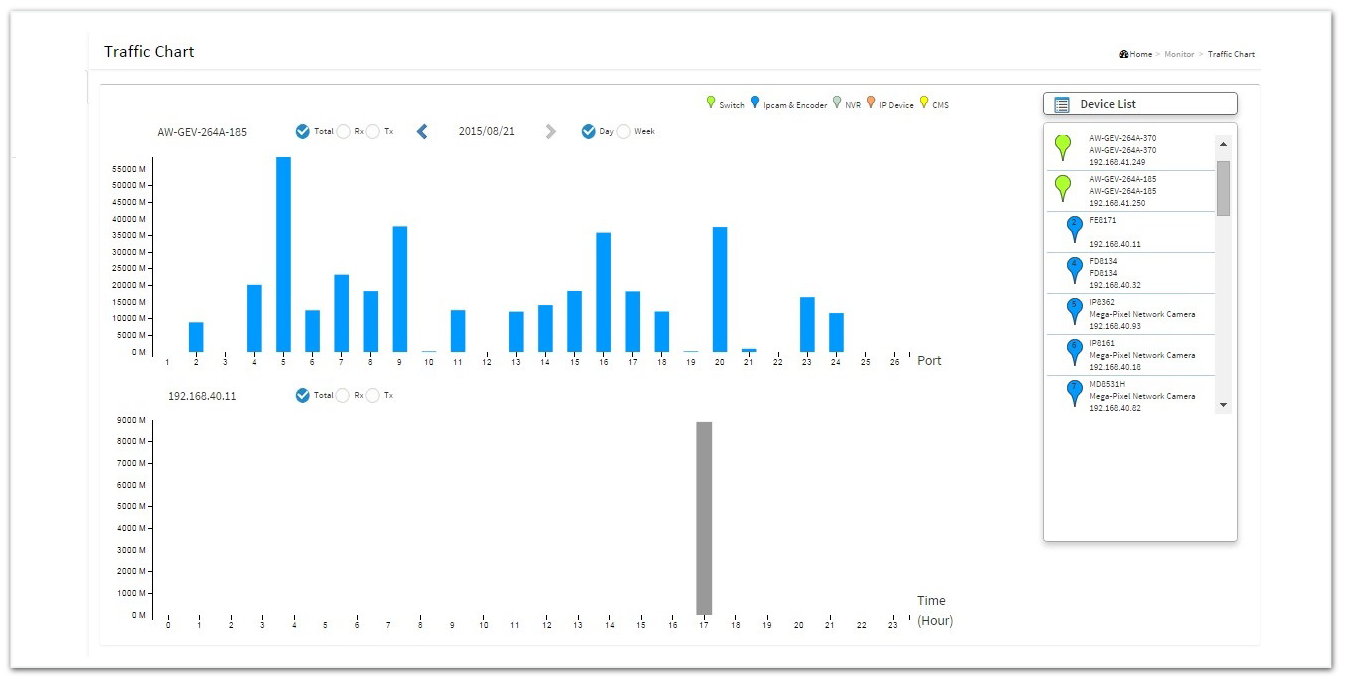 Traffic Chart
Home > Monitor > Traffic Chart
Switch Ipcam & Encoder NVR IP Device CMS
Device List
AW-GEV-264A-185 Total Rx Tx 2015/08/21 Day Week
55000 M
50000 M
45000 M
40000 M
35000 M
30000 M
25000 M
20000 M
15000 M
10000 M
5000 M
0 M
1 2 3 4 5 6 7 8 9 10 11 12 13 14 15 16 17 18 19 20 21 22 23 24 25 26 Port
192.168.40.11 Total Rx Tx
9000 M
8000 M
7000 M
6000 M
5000 M
4000 M
3000 M
2000 M
1000 M
0 M
0 1 2 3 4 5 6 7 8 9 10 11 12 13 14 15 16 17 18 19 20 21 22 23
Time
(Hour)
AW-GEV-264A-370
AW-GEV-264A-370
192.168.41.249
AW-GEV-264A-185
AW-GEV-264A-185
192.168.41.250
2 FE8171
192.168.40.11
4 FD8134
FD8134
192.168.40.32
5 IP8362
Mega-Pixel Network Camera
192.168.40.93
6 IP8161
Mega-Pixel Network Camera
192.168.40.18
7 MD8531H
Mega-Pixel Network Camera
192.168.40.82